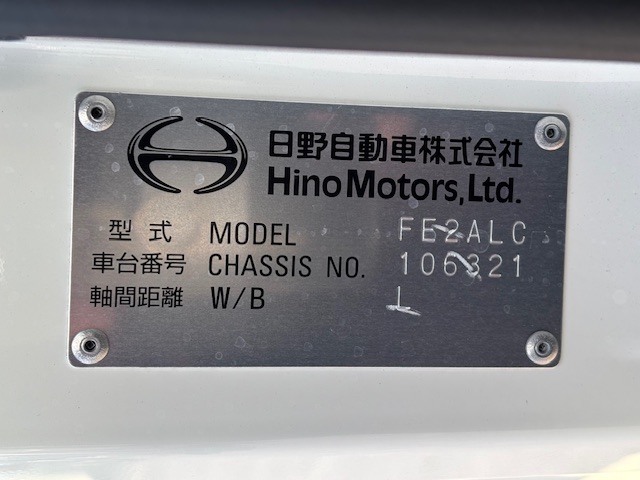 日野自動車株式会社
Hino Motors, Ltd.
型式 MODEL FE2ALC
車台番号 CHASSIS NO. 106321
軸間距離 W/B L